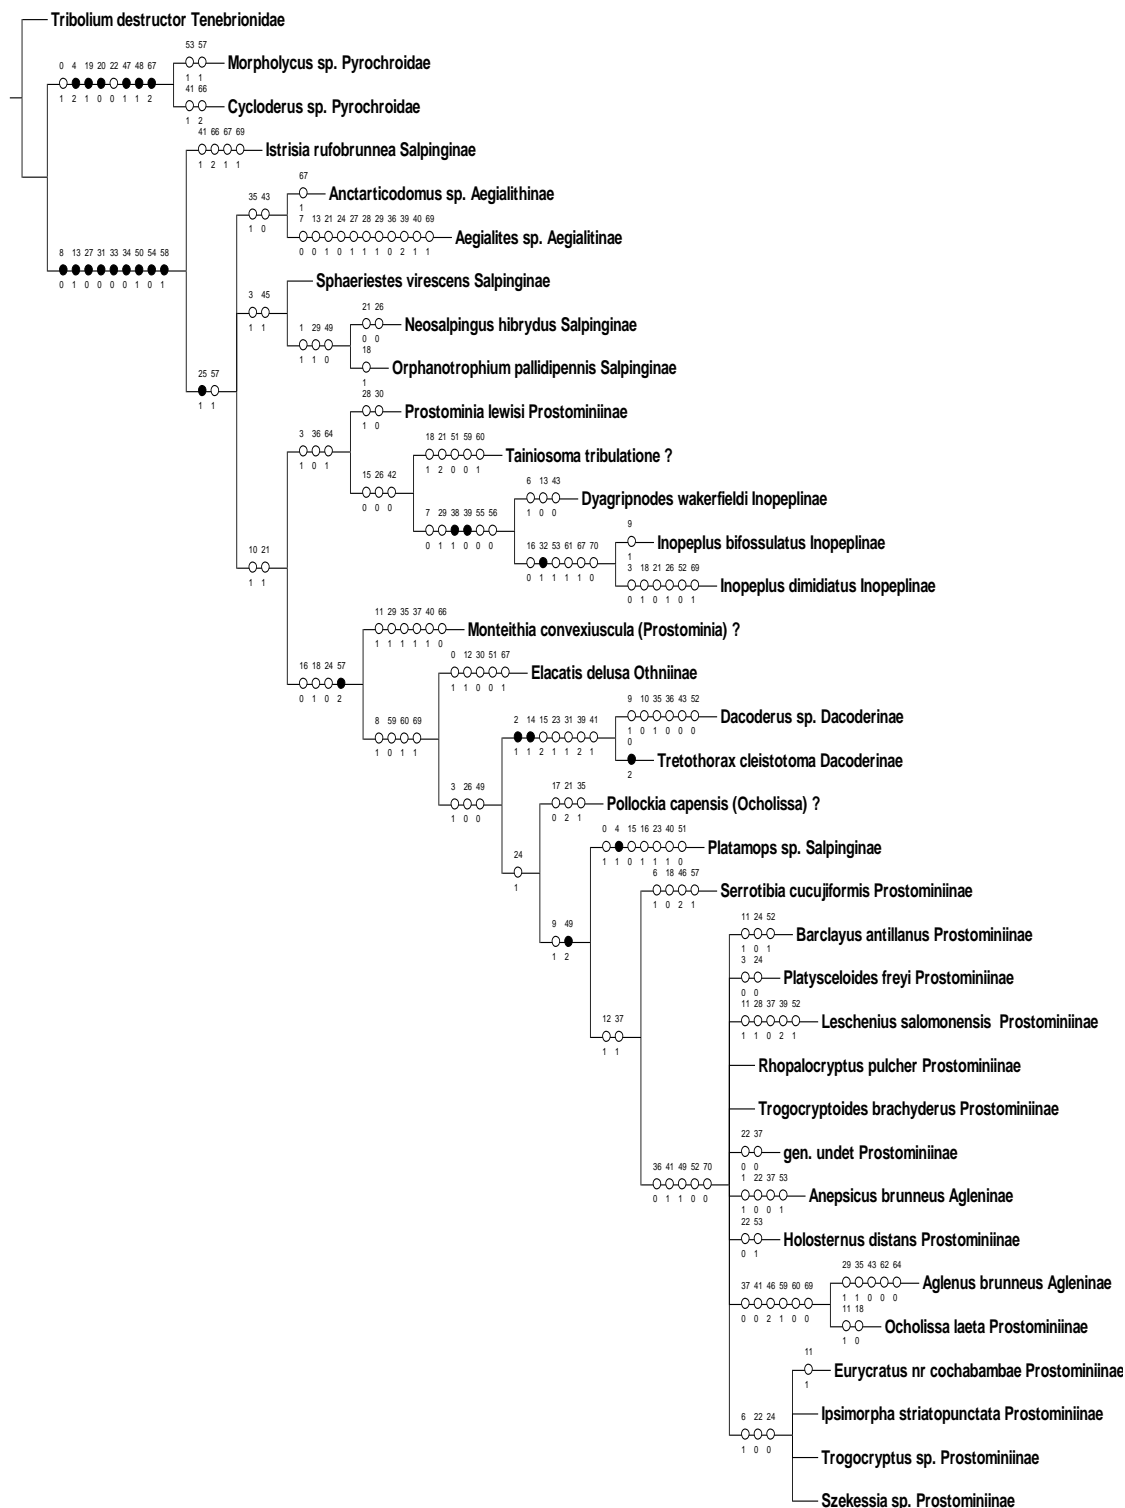 Tribolium destructor Tenebrionidae
53 57
Morpholycus sp. Pyrochroidae
1 1
0 4 19 20 22 47 48 67
1 2 1 0 0 1 1 2
41 66
Cycloderus sp. Pyrochroidae
1 2
41 66 67 69
Istrisia rufobrunnea Salpinginae
1 2 1 1
67
Anctarticodomus sp. Aegialithinae
1
35 43
1 0
7 13 21 24 27 28 29 36 39 40 69
Aegialites sp. Aegialitinae
0 0 1 0 1 1 1 0 2 1 1
8 13 27 31 33 34 50 54 58
0 1 0 0 0 0 1 0 1
Sphaeriestes virescens Salpinginae
3 45
1 1
21 26
Neosalpingus hibrydus Salpinginae
0 0
1 29 49
1 1 0
18
Orphanotrophium pallidipennis Salpinginae
1
25 57
1 1
28 30
Prostominia lewisi Prostominiinae
1 0
3 36 64
1 0 1
18 21 51 59 60
Tainiosoma tribulatione ?
1 2 0 0 1
15 26 42
0 0 0
6 13 43
Dyagripnodes wakerfieldi Inopeplinae
1 0 0
7 29 38 39 55 56
0 1 1 0 0 0
9
Inopeplus bifossulatus Inopeplinae
1
16 32 53 61 67 70
0 1 1 1 1 0
3 18 21 26 52 69
Inopeplus dimidiatus Inopeplinae
0 1 0 1 0 1
10 21
1 1
11 29 35 37 40 66
Monteithia convexiuscula (Prostominia) ?
1 1 1 1 1 0
16 18 24 57
0 1 0 2
0 12 30 51 67
Elacatis delusa Othniinae
1 1 0 0 1
8 59 60 69
1 0 1 1
9 10 35 36 43 52
Dacoderus sp. Dacoderinae
1 0 1 0 0 0
2 14 15 23 31 39 41
1 1 2 1 1 2 1
0
Tretothorax cleistotoma Dacoderinae
2
3 26 49
1 0 0
17 21 35
Pollockia capensis (Ocholissa) ?
0 2 1
0 4 15 16 23 40 51
Platamops sp. Salpinginae
1 1 0 1 1 1 0
24
1
6 18 46 57
Serrotibia cucujiformis Prostominiinae
1 0 2 1
9 49
1 2
11 24 52
Barclayus antillanus Prostominiinae
1 0 1
3 24
Platysceloides freyi Prostominiinae
0 0
11 28 37 39 52
Leschenius salomonensis Prostominiinae
1 1 0 2 1
12 37
1 1
Rhopalocryptus pulcher Prostominiinae
Trogocryptoides brachyderus Prostominiinae
22 37
gen. undet Prostominiinae
0 0
36 41 49 52 70
0 1 1 0 0
1 22 37 53
Anepsicus brunneus Agleninae
1 0 0 1
22 53
Holosternus distans Prostominiinae
0 1
29 35 43 62 64
Aglenus brunneus Agleninae
1 1 0 0 0
37 41 46 59 60 69
0 0 2 1 0 0
11 18
Ocholissa laeta Prostominiinae
1 0
11
Eurycratus nr cochabambae Prostominiinae
1
Ipsimorpha striatopunctata Prostominiinae
6 22 24
1 0 0
Trogocryptus sp. Prostominiinae
Szekessia sp. Prostominiinae